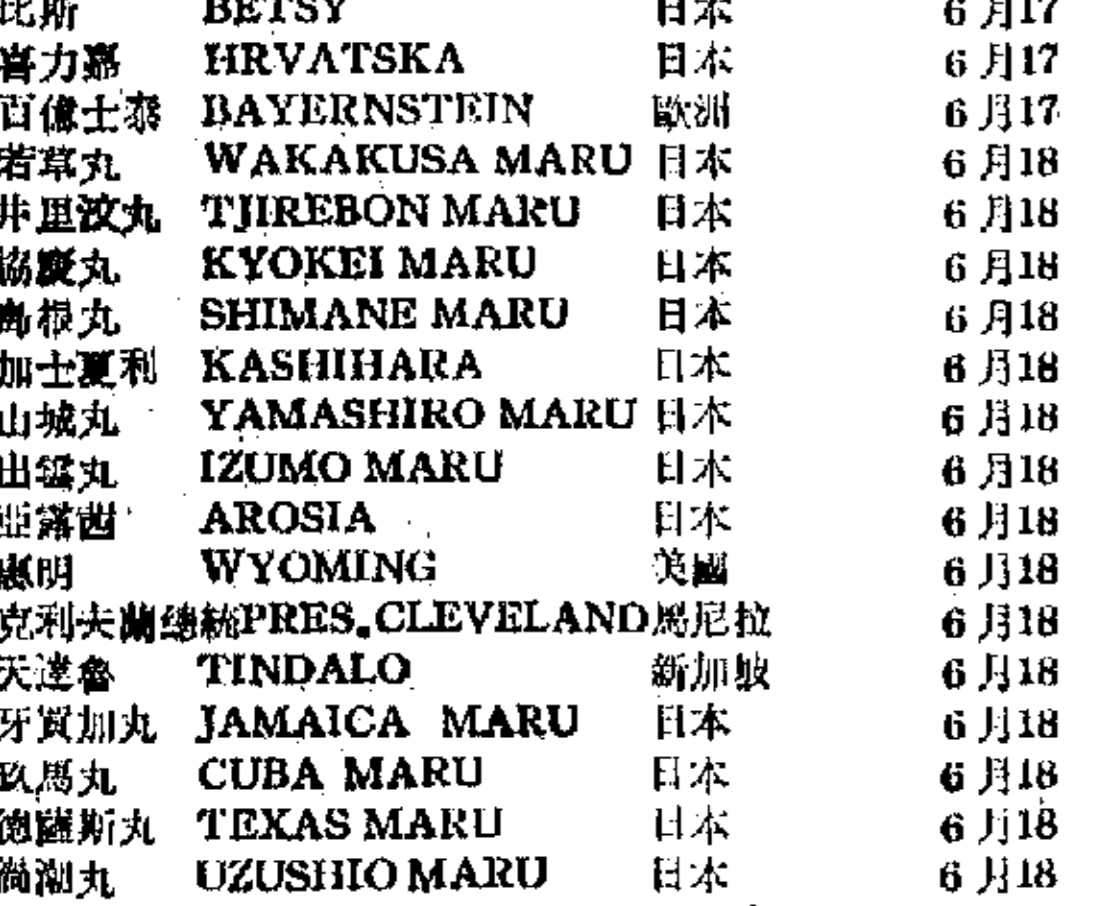 比斯 BETSY 日本 6月17
喜力嘉 HRVATSKA 日本 6月17
百偉士泰 BAYERNSTEIN 歐洲 6月17
若草丸 WAKAKUSA MARU 日本 6月18
井里汶丸 TJIREBON MARU 日本 6月18
協慶丸 KYOKEI MARU 日本 6月18
島根丸 SHIMANE MARU 日本 6月18
加士夏利 KASHIHARA 日本 6月18
山城丸 YAMASHIRO MARU 日本 6月18
出雲丸 IZUMO MARU 日本 6月18
亞露茜 AROSIA 日本 6月18
惠明 WYOMING 美國 6月18
克利夫蘭總統 PRES. CLEVELAND 馬尼拉 6月18
天達魯 TINDALO 新加坡 6月18
牙買加丸 JAMAICA MARU 日本 6月18
玖馬丸 CUBA MARU 日本 6月18
德薩斯丸 TEXAS MARU 日本 6月18
渦潮丸 UZUSHIO MARU 日本 6月18